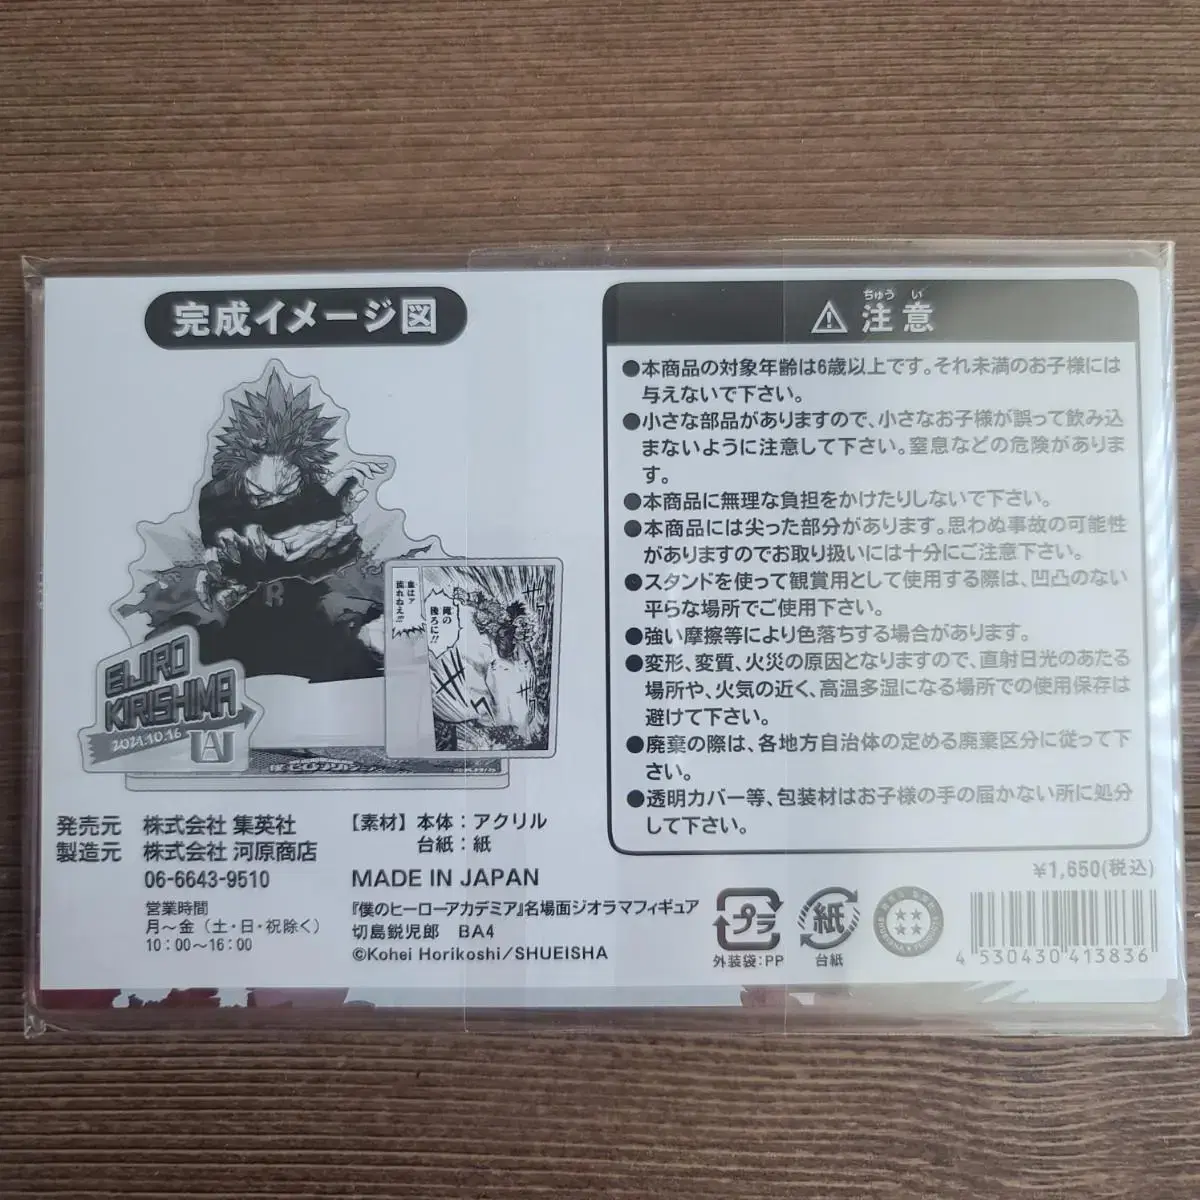 完成イメージ図
血はァ
流れねえ!!!
俺の
後ろに!!
EIJIRO
KIRISHIMA
2021.10.16
UA
R
発売元 株式会社 集英社
製造元 株式会社 河原商店
06-6643-9510
営業時間
月～金(土・日・祝除く)
10:00～16:00
【素材】本体:アクリル
台紙:紙
MADE IN JAPAN
『僕のヒーローアカデミア』名場面ジオラマフィギュア
切島鋭児郎 BA4
©Kohei Horikoshi/SHUEISHA
ちゅう い
注意
●本商品の対象年齢は6歳以上です。それ未満のお子様には
与えないで下さい。
●小さな部品がありますので、小さなお子様が誤って飲み込
まないように注意して下さい。窒息などの危険がありま
す。
●本商品に無理な負担をかけたりしないで下さい。
●本商品には尖った部分があります。思わぬ事故の可能性
がありますのでお取り扱いには十分にご注意下さい。
●スタンドを使って観賞用として使用する際は、凹凸のない
平らな場所でご使用下さい。
●強い摩擦等により色落ちする場合があります。
●変形、変質、火災の原因となりますので、直射日光のあたる
場所や、火気の近く、高温多湿になる場所での使用保存は
避けて下さい。
●廃棄の際は、各地方自治体の定める廃棄区分に従って下
さい。
●透明カバー等、包装材はお子様の手の届かない所に処分
して下さい。
¥1,650(税込)
プラ
外装袋:PP
紙
台紙
4 530430 413836